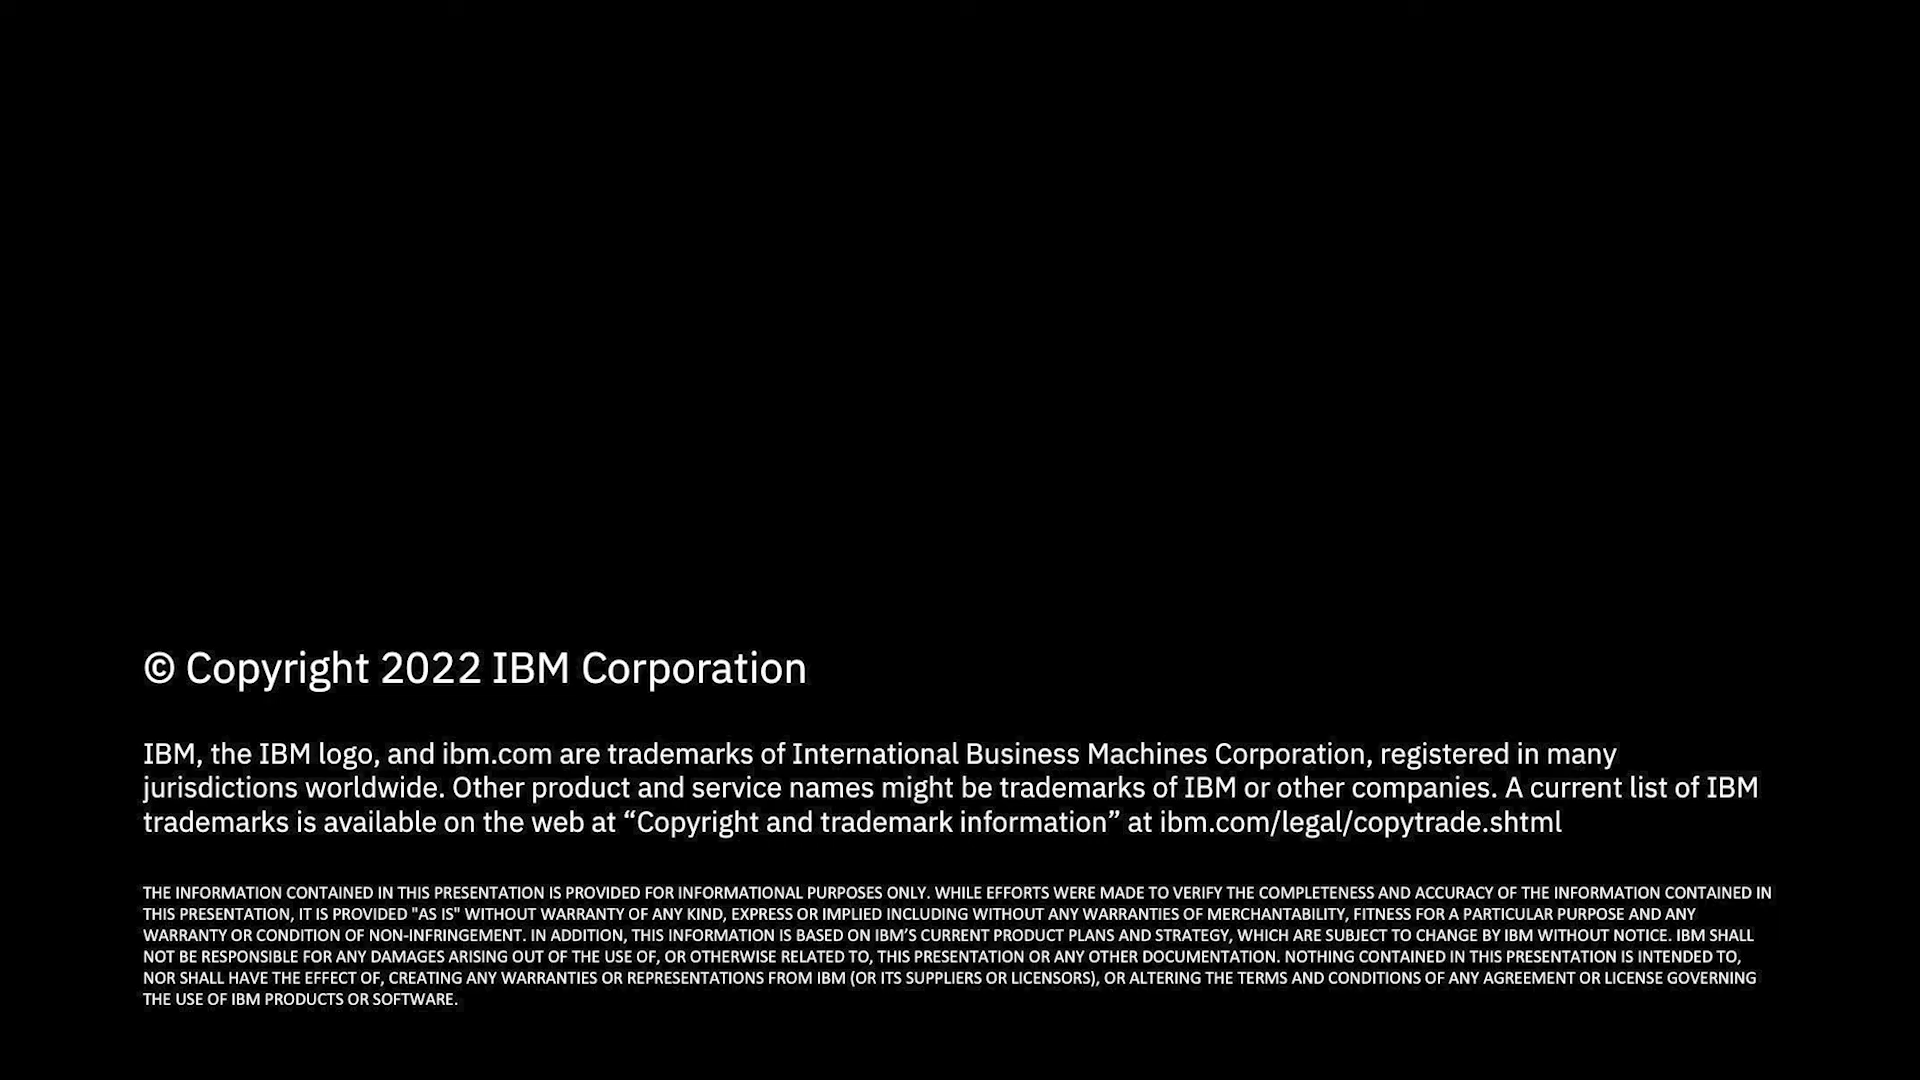 © Copyright 2022 IBM Corporation
IBM, the IBM logo, and ibm.com are trademarks of International Business Machines Corporation, registered in many
jurisdictions worldwide. Other product and service names might be trademarks of IBM or other companies. A current list of IBM
trademarks is available on the web at “Copyright and trademark information” at ibm.com/legal/copytrade.shtml
THE INFORMATION CONTAINED IN THIS PRESENTATION IS PROVIDED FOR INFORMATIONAL PURPOSES ONLY. WHILE EFFORTS WERE MADE TO VERIFY THE COMPLETENESS AND ACCURACY OF THE INFORMATION CONTAINED IN
THIS PRESENTATION, IT IS PROVIDED "AS IS" WITHOUT WARRANTY OF ANY KIND, EXPRESS OR IMPLIED INCLUDING WITHOUT ANY WARRANTIES OF MERCHANTABILITY, FITNESS FOR A PARTICULAR PURPOSE AND ANY
WARRANTY OR CONDITION OF NON-INFRINGEMENT. IN ADDITION, THIS INFORMATION IS BASED ON IBM’S CURRENT PRODUCT PLANS AND STRATEGY, WHICH ARE SUBJECT TO CHANGE BY IBM WITHOUT NOTICE. IBM SHALL
NOT BE RESPONSIBLE FOR ANY DAMAGES ARISING OUT OF THE USE OF, OR OTHERWISE RELATED TO, THIS PRESENTATION OR ANY OTHER DOCUMENTATION. NOTHING CONTAINED IN THIS PRESENTATION IS INTENDED TO,
NOR SHALL HAVE THE EFFECT OF, CREATING ANY WARRANTIES OR REPRESENTATIONS FROM IBM (OR ITS SUPPLIERS OR LICENSORS), OR ALTERING THE TERMS AND CONDITIONS OF ANY AGREEMENT OR LICENSE GOVERNING
THE USE OF IBM PRODUCTS OR SOFTWARE.